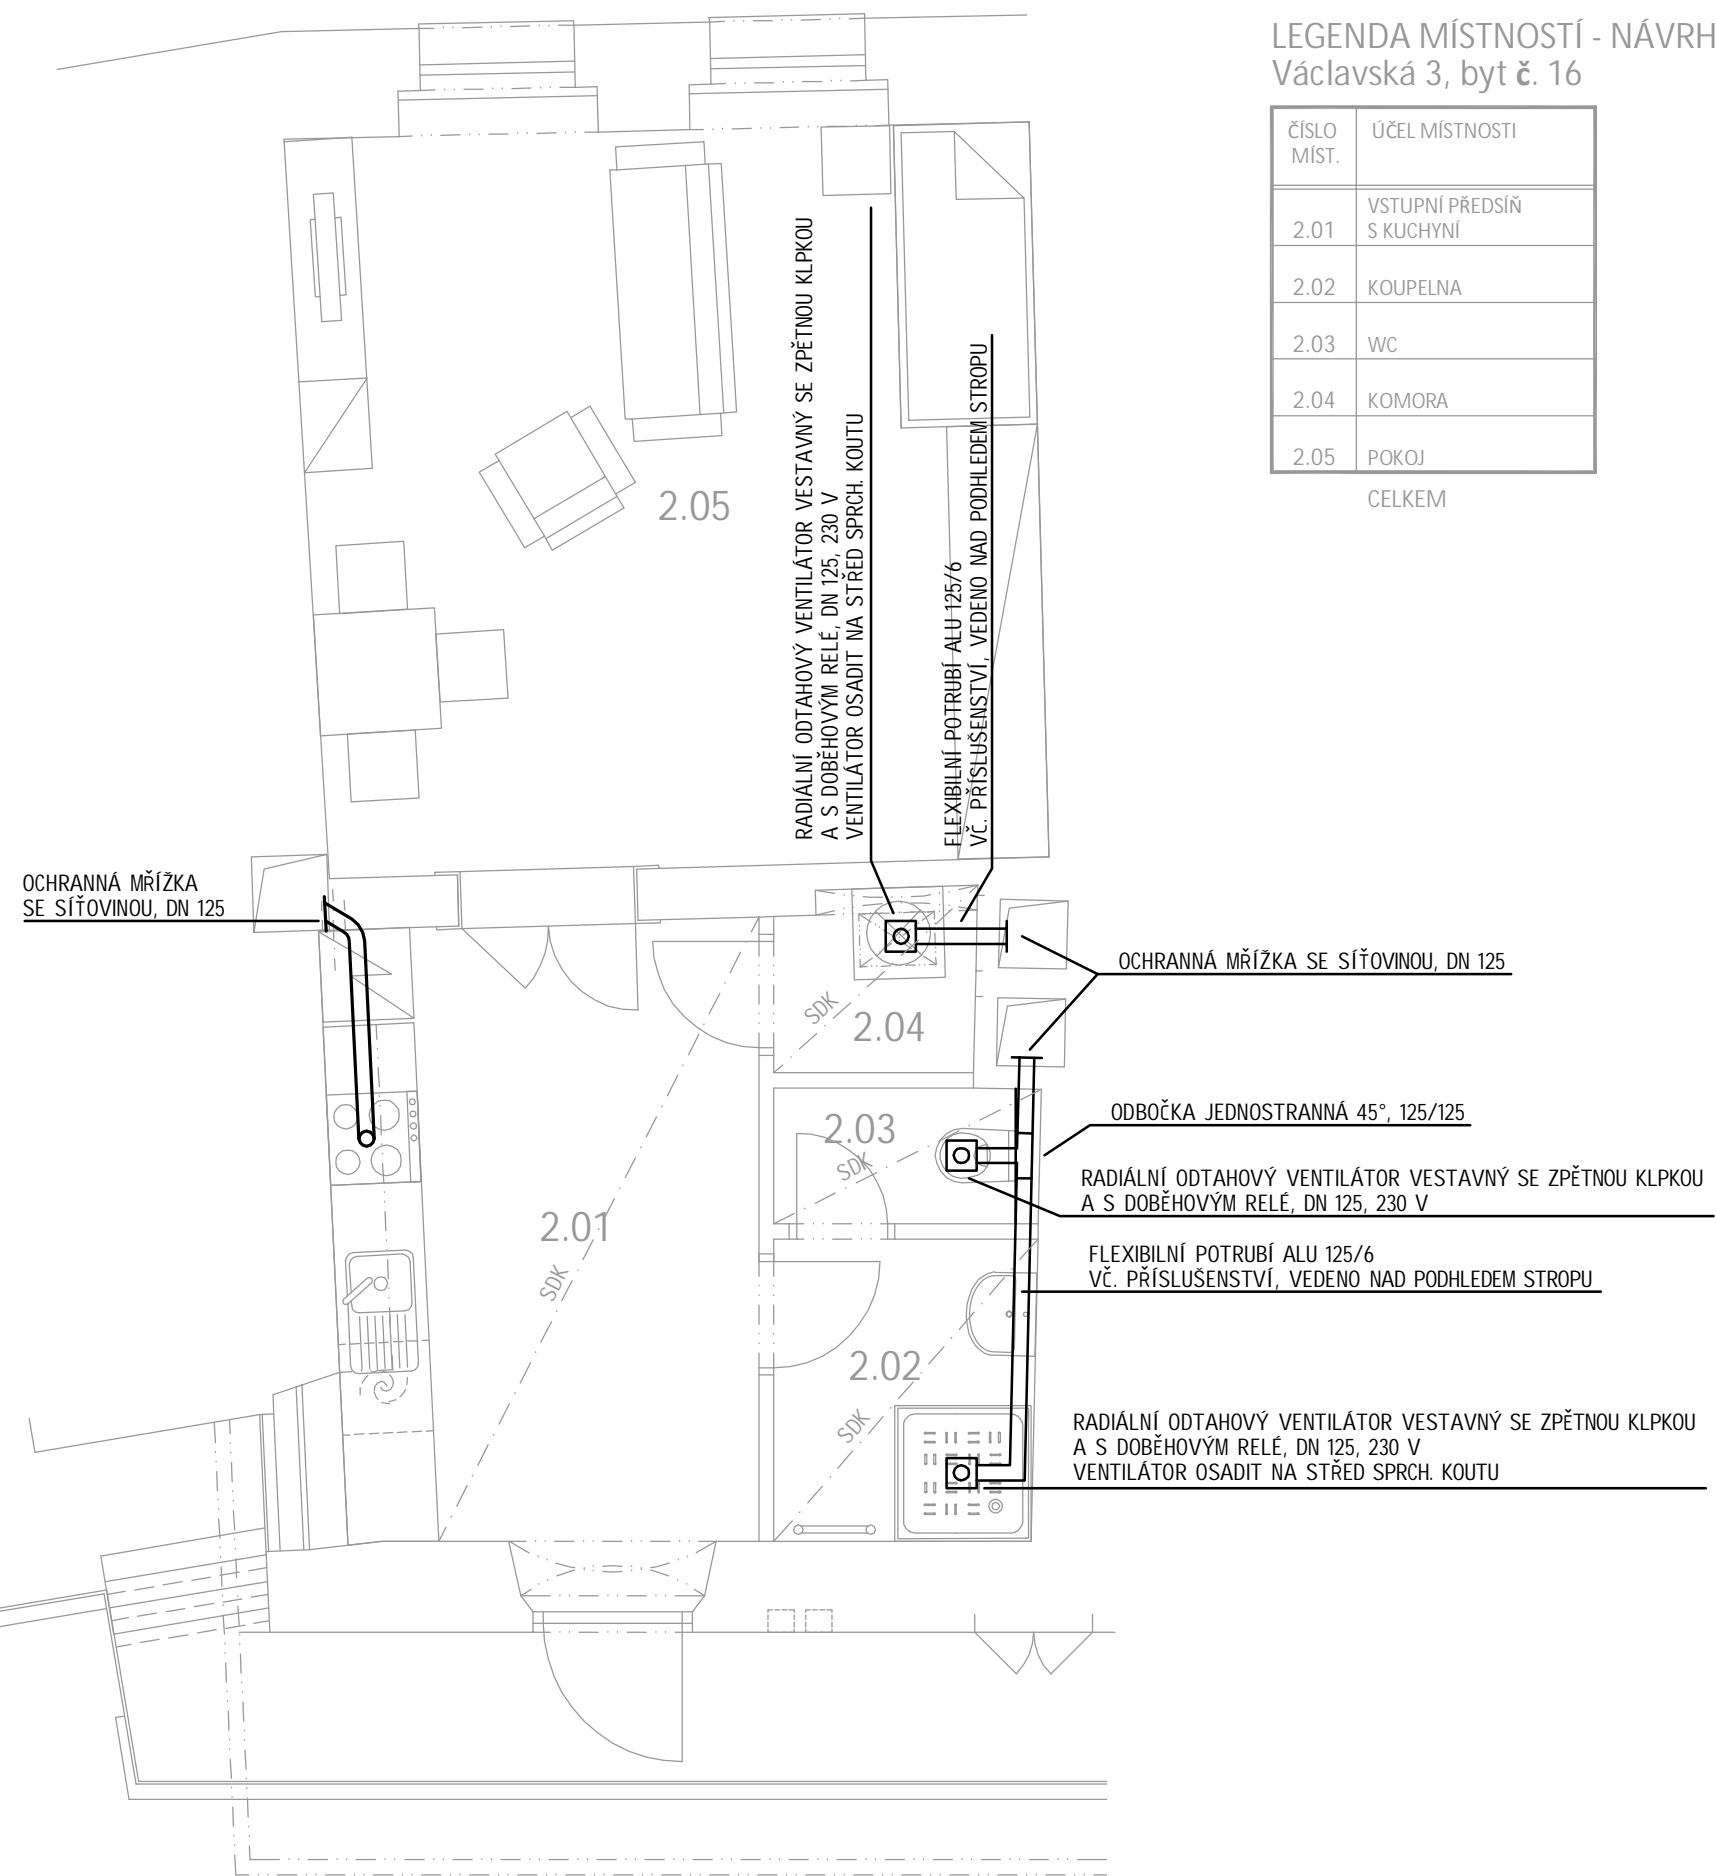 LEGENDA MÍSTNOSTÍ - NÁVRH
Václavská 3, byt č. 16
ČÍSLO
MÍST.
ÚČEL MÍSTNOSTI
2.01
VSTUPNÍ PŘEDSÍŇ
S KUCHYNÍ
2.02
KOUPELNA
2.03
WC
2.04
KOMORA
2.05
POKOJ
CELKEM
RADIÁLNÍ ODTAHOVÝ VENTILÁTOR VESTAVNÝ SE ZPĚTNOU KLPKOU
A S DOBĚHOVÝM RELÉ, DN 125, 230 V
VENTILÁTOR OSADIT NA STŘED SPRCH. KOUTU
FLEXIBILNÍ POTRUBÍ ALU 125/6
VČ. PŘÍSLUŠENSTVÍ, VEDENO NAD PODHLEDEM STROPU
2.05
OCHRANNÁ MŘÍŽKA
SE SÍŤOVINOU, DN 125
OCHRANNÁ MŘÍŽKA SE SÍŤOVINOU, DN 125
SDK
2.04
ODBOČKA JEDNOSTRANNÁ 45°, 125/125
2.03
SDK
RADIÁLNÍ ODTAHOVÝ VENTILÁTOR VESTAVNÝ SE ZPĚTNOU KLPKOU
A S DOBĚHOVÝM RELÉ, DN 125, 230 V
2.01
SDK
FLEXIBILNÍ POTRUBÍ ALU 125/6
VČ. PŘÍSLUŠENSTVÍ, VEDENO NAD PODHLEDEM STROPU
2.02
SDK
RADIÁLNÍ ODTAHOVÝ VENTILÁTOR VESTAVNÝ SE ZPĚTNOU KLPKOU
A S DOBĚHOVÝM RELÉ, DN 125, 230 V
VENTILÁTOR OSADIT NA STŘED SPRCH. KOUTU